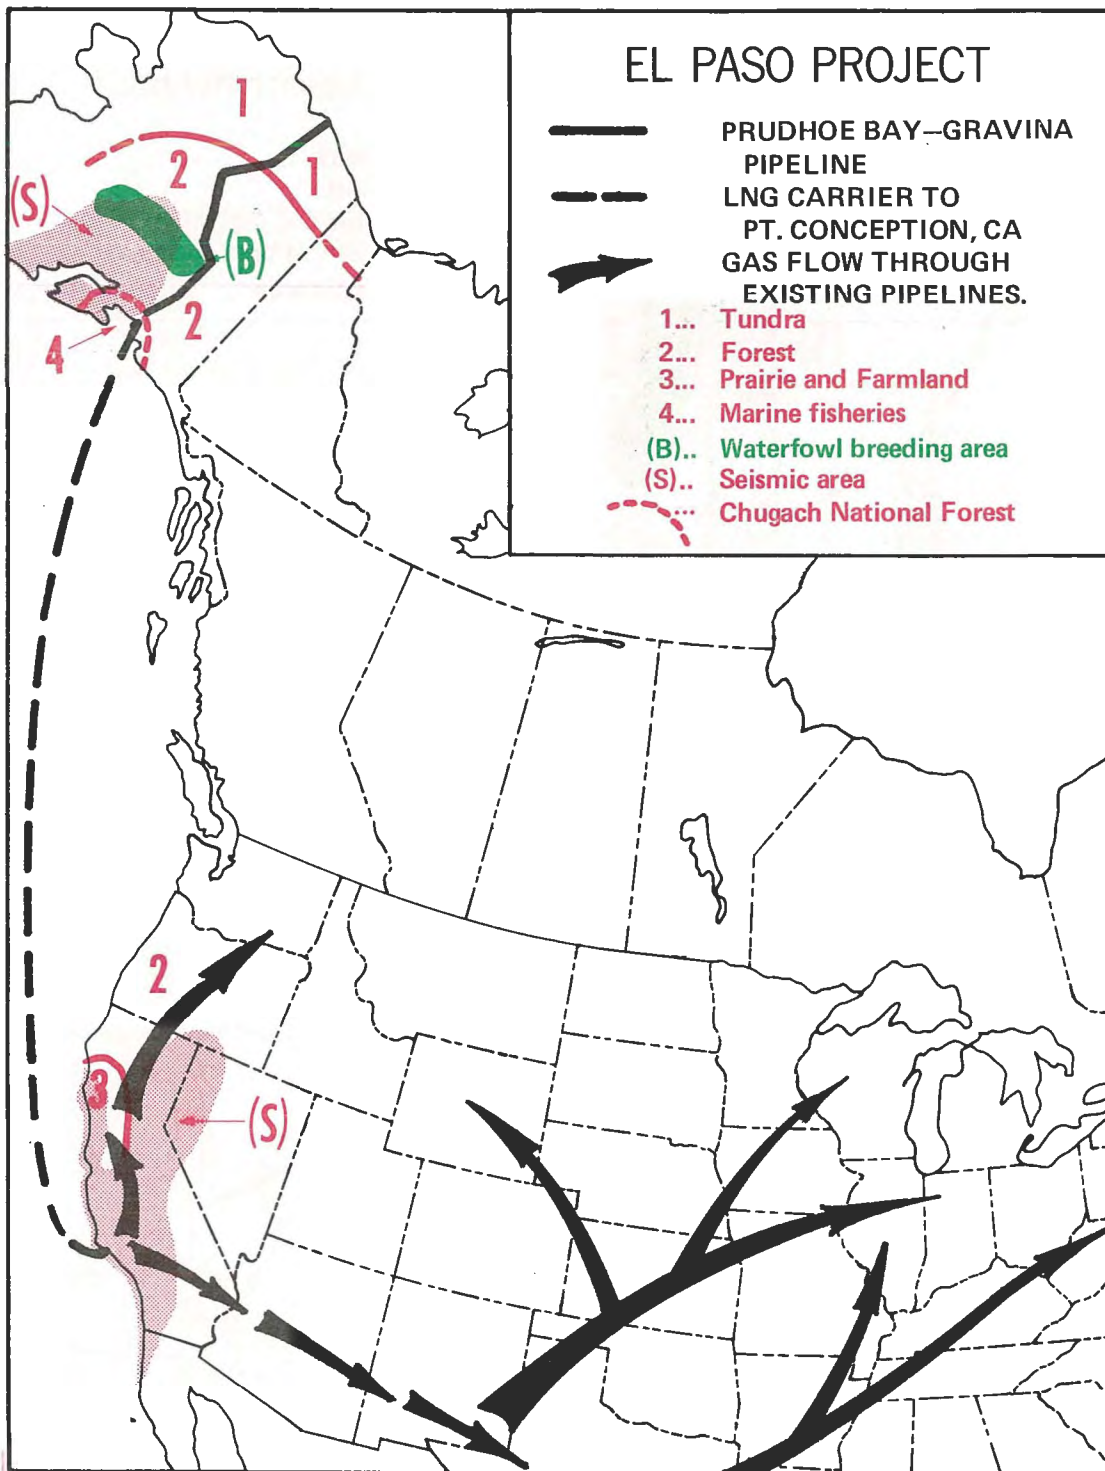 EL PASO PROJECT
PRUDHOE BAY—GRAVINA
PIPELINE
LNG CARRIER TO
PT. CONCEPTION, CA
GAS FLOW THROUGH
EXISTING PIPELINES.
1... Tundra
2... Forest
3... Prairie and Farmland
4... Marine fisheries
(B).. Waterfowl breeding area
(S).. Seismic area
... Chugach National Forest
1
2
1
(S)
(B)
2
4
2
3
(S)